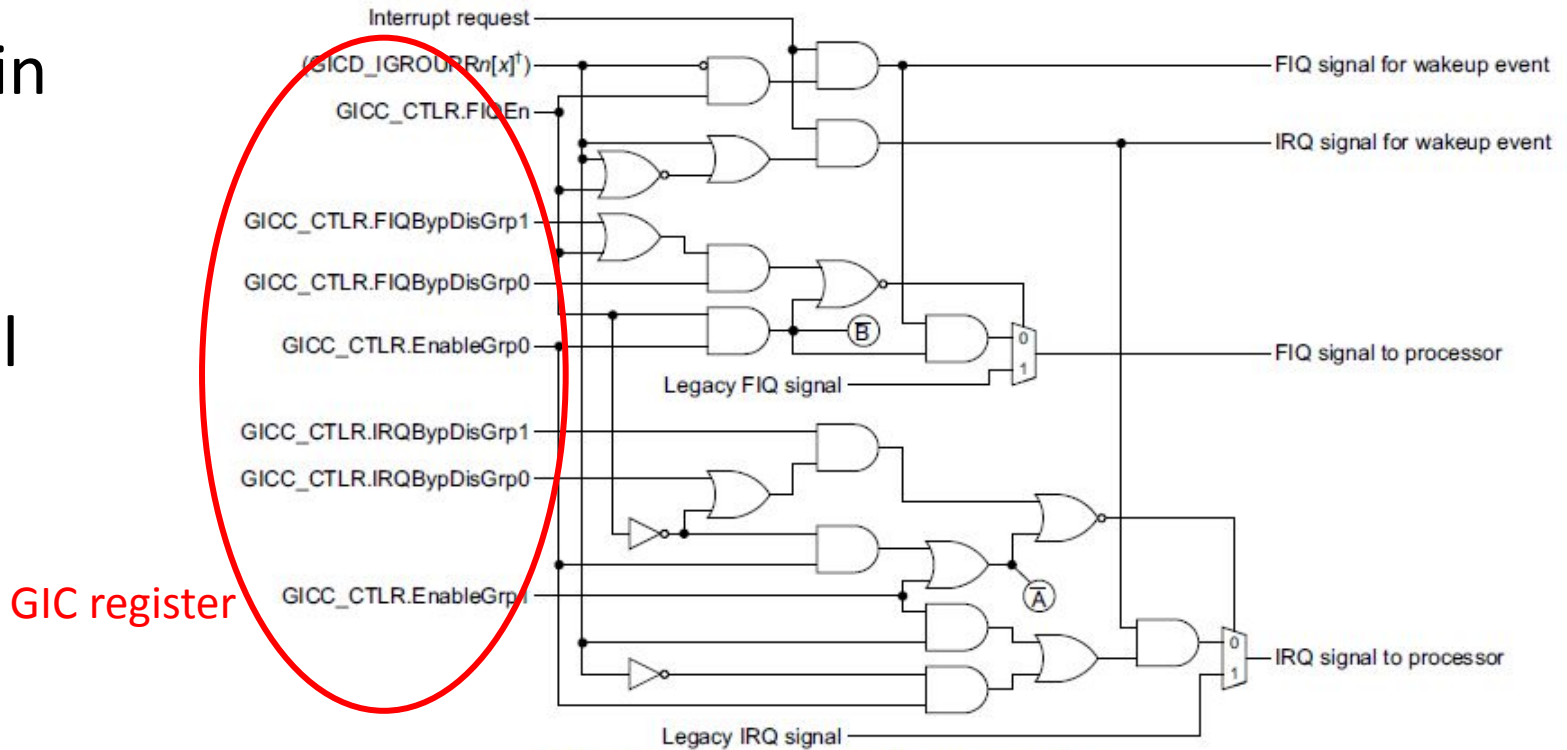 in
l
Interrupt request
(GICD_IGROUPRn[x]†)
GICC_CTLR.FIQEn
GICC_CTLR.FIQBypDisGrp1
GICC_CTLR.FIQBypDisGrp0
GICC_CTLR.EnableGrp0
Legacy FIQ signal
GICC_CTLR.IRQBypDisGrp1
GICC_CTLR.IRQBypDisGrp0
GIC register
GICC_CTLR.EnableGrp1
Legacy IRQ signal
B
A
0
1
0
1
FIQ signal for wakeup event
IRQ signal for wakeup event
FIQ signal to processor
IRQ signal to processor